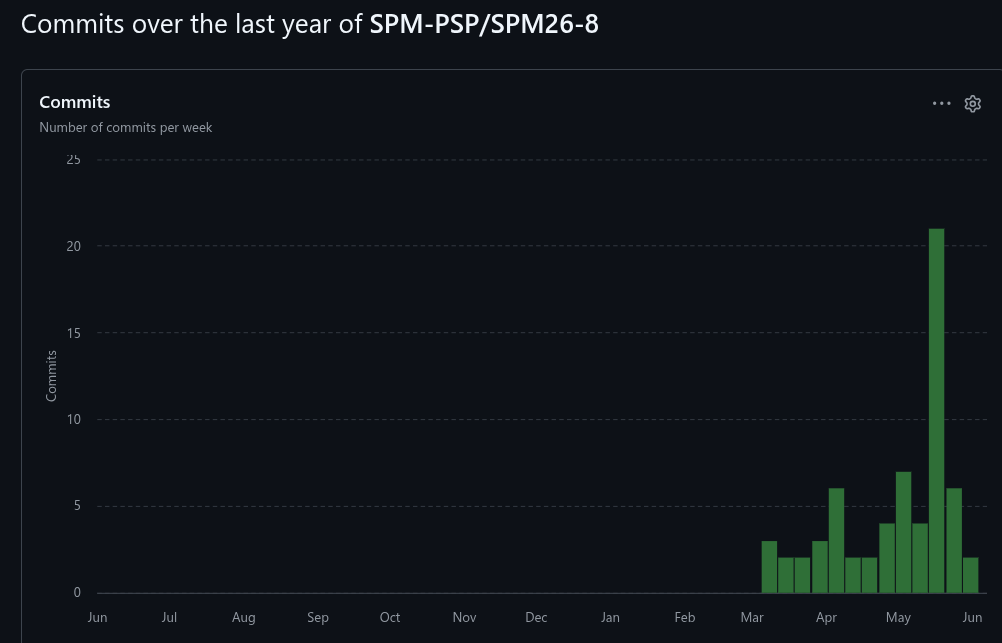 Commits over the last year of SPM-PSP/SPM26-8
Commits
Number of commits per week
25
20
15
10
5
0
Commits
Jun Jul Aug Sep Oct Nov Dec Jan Feb Mar Apr May Jun